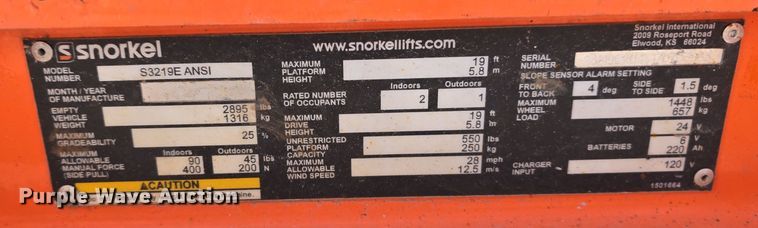 snorkel
www.snorkellifts.com
Snorkel International
2009 Roseport Road
Elwood, KS 66024
MODEL NUMBER S3219E ANSI
MONTH / YEAR OF MANUFACTURE
EMPTY VEHICLE WEIGHT 2895 lbs
1316 kg
MAXIMUM GRADEABILITY 25 %
Indoors Outdoors
MAXIMUM ALLOWABLE MANUAL FORCE (SIDE PULL) 90 45 lbs
400 200 N
CAUTION
MAXIMUM PLATFORM HEIGHT 19 ft
5.8 m
Indoors Outdoors
RATED NUMBER OF OCCUPANTS 2 1
MAXIMUM DRIVE HEIGHT 19 ft
5.8 m
UNRESTRICTED PLATFORM CAPACITY 550 lbs
250 kg
MAXIMUM ALLOWABLE WIND SPEED 28 mph
12.5 m/s
SERIAL NUMBER
SLOPE SENSOR ALARM SETTING
FRONT TO BACK 4 deg SIDE TO SIDE 1.5 deg
MAXIMUM WHEEL LOAD 1448 lbs
657 kg
MOTOR 24 V
BATTERIES 6 V
220 Ah
CHARGER INPUT 120 V
1501664
Purple Wave Auction